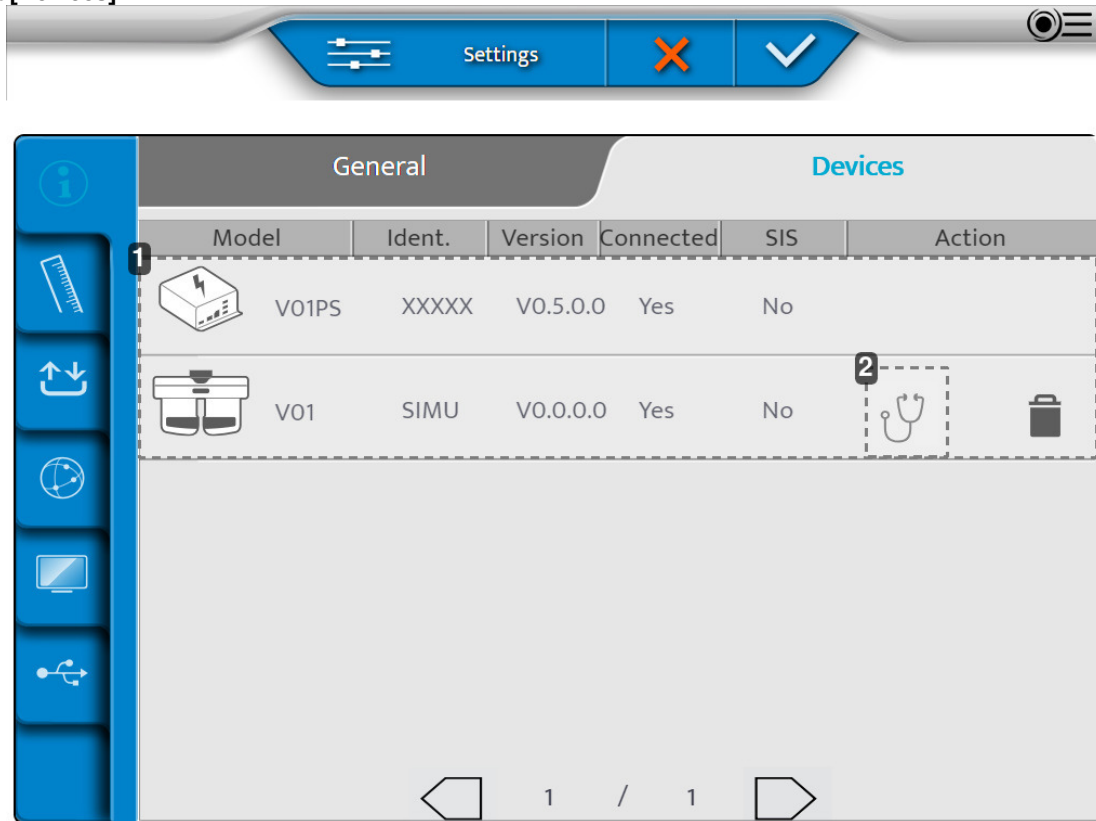 Settings
General Devices
Model Ident. Version Connected SIS Action
1
V01PS XXXXX V0.5.0.0 Yes No
2
V01 SIMU V0.0.0.0 Yes No
1 / 1